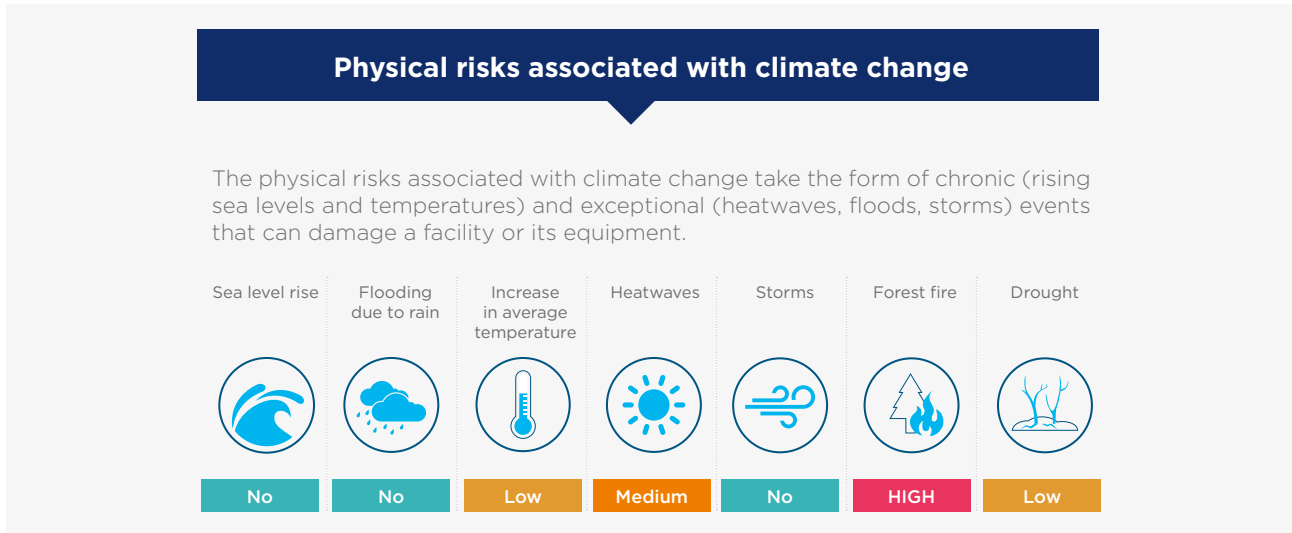 Physical risks associated with climate change
The physical risks associated with climate change take the form of chronic (rising
sea levels and temperatures) and exceptional (heatwaves, floods, storms) events
that can damage a facility or its equipment.
Sea level rise
Flooding
due to rain
Increase
in average
temperature
Heatwaves
Storms
Forest fire
Drought
No
No
Low
Medium
No
HIGH
Low